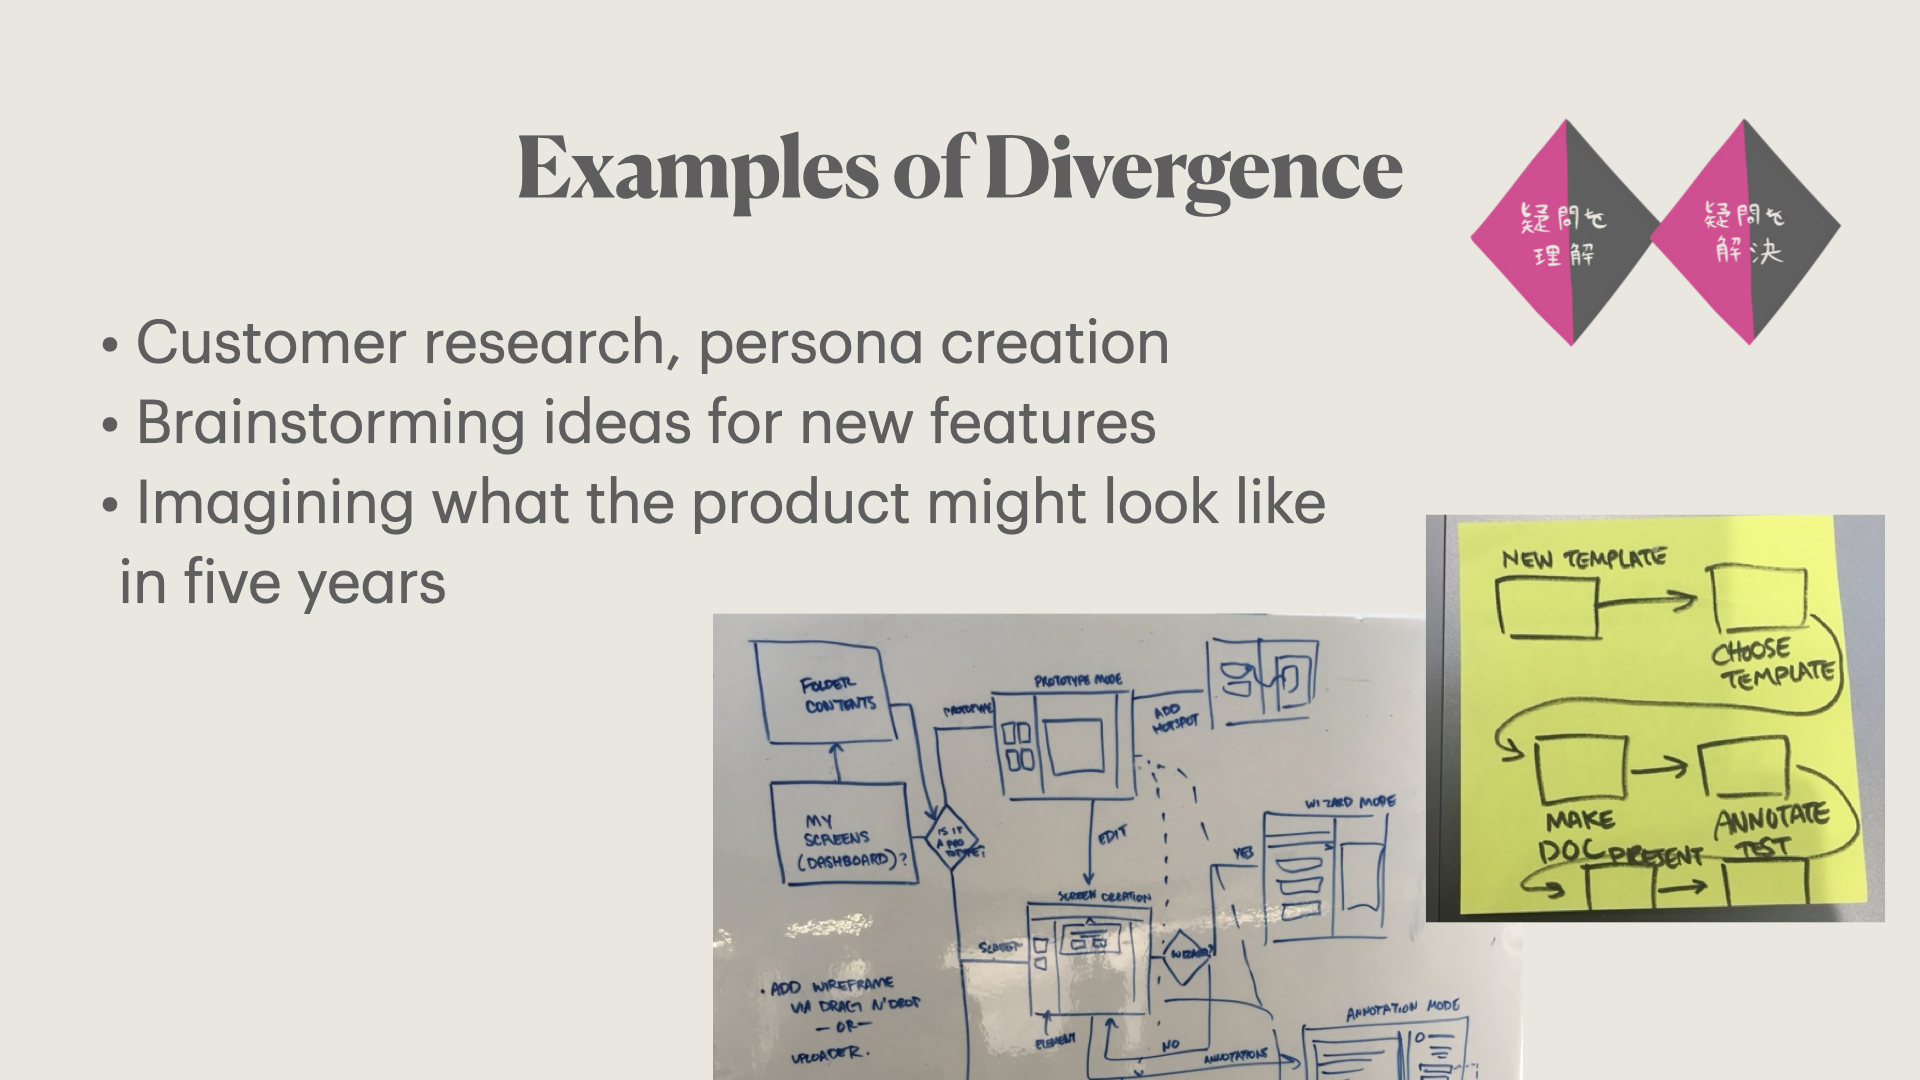 Examples of Divergence
疑問を
理解
疑問を
解決
• Customer research, persona creation
• Brainstorming ideas for new features
• Imagining what the product might look like
in five years
FOLDER
CONTENTS
MY
SCREENS
(DASHBOARD)?
IS IT
A PRO
TOTYPE?
PROTOTYPE
PROTOTYPE MODE
ADD
HOTSPOT
EDIT
SCREEN CREATION
SCREEN
ELEMENT
WIZARD?
YES
WIZARD MODE
NO
ANNOTATIONS
ANNOTATION MODE
• ADD WIREFRAME
VIA DRAG N' DROP
— OR —
UPLOADER.
NEW TEMPLATE
CHOOSE
TEMPLATE
MAKE
DOC
ANNOTATE
TEST
PRESENT